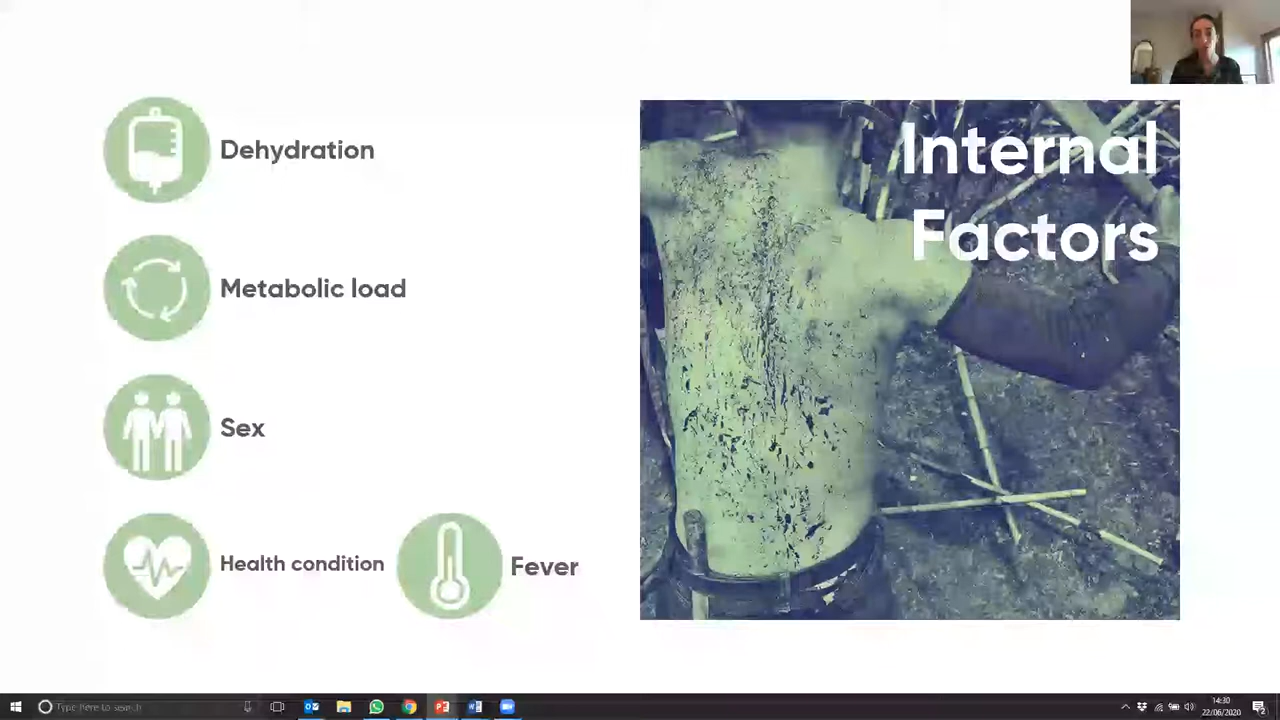 Internal
Factors
Dehydration
Metabolic load
Sex
Health condition
Fever
Type here to search
14:30
22/06/2020